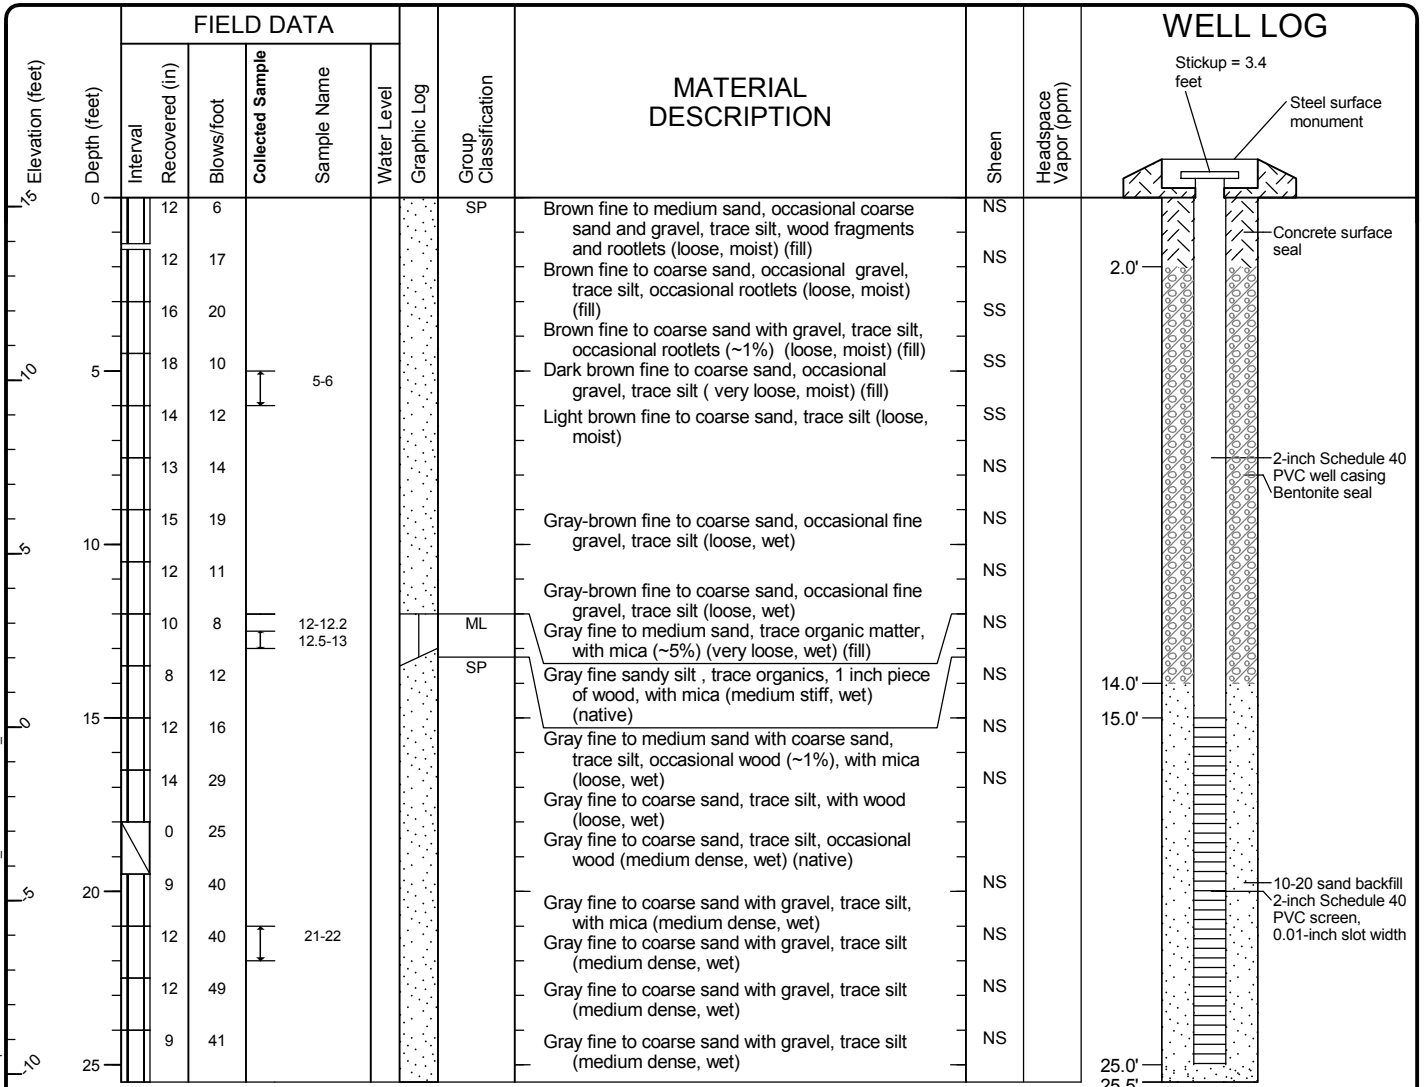 FIELD DATA
WELL LOG
Elevation (feet)
Depth (feet)
Interval
Recovered (in)
Blows/foot
Collected Sample
Sample Name
Water Level
Graphic Log
Group
Classification
MATERIAL
DESCRIPTION
Sheen
Headspace
Vapor (ppm)
Stickup = 3.4
feet
Steel surface
monument
15
0
12 6 SP NS
Brown fine to medium sand, occasional coarse
sand and gravel, trace silt, wood fragments
and rootlets (loose, moist) (fill)
Concrete surface
seal
12 17 NS
Brown fine to coarse sand, occasional gravel,
trace silt, occasional rootlets (loose, moist)
(fill)
2.0'
16 20 SS
Brown fine to coarse sand with gravel, trace silt,
occasional rootlets (~1%) (loose, moist) (fill)
18 10 SS
10
5
5-6
Dark brown fine to coarse sand, occasional
gravel, trace silt ( very loose, moist) (fill)
14 12 SS
Light brown fine to coarse sand, trace silt (loose,
moist)
13 14 NS
2-inch Schedule 40
PVC well casing
Bentonite seal
15 19 NS
Gray-brown fine to coarse sand, occasional fine
gravel, trace silt (loose, wet)
5
10
12 11 NS
Gray-brown fine to coarse sand, occasional fine
gravel, trace silt (loose, wet)
10 8 12-12.2 ML NS
12.5-13
Gray fine to medium sand, trace organic matter,
with mica (~5%) (very loose, wet) (fill)
8 12 SP NS
Gray fine sandy silt , trace organics, 1 inch piece
of wood, with mica (medium stiff, wet)
(native)
14.0'
15.0'
0
15
12 16 NS
Gray fine to medium sand with coarse sand,
trace silt, occasional wood (~1%), with mica
(loose, wet)
14 29 NS
Gray fine to coarse sand, trace silt, with wood
(loose, wet)
0 25
Gray fine to coarse sand, trace silt, occasional
wood (medium dense, wet) (native)
9 40 NS
-5
20
10-20 sand backfill
2-inch Schedule 40
PVC screen,
0.01-inch slot width
Gray fine to coarse sand with gravel, trace silt,
with mica (medium dense, wet)
12 40 21-22 NS
Gray fine to coarse sand with gravel, trace silt
(medium dense, wet)
12 49 NS
Gray fine to coarse sand with gravel, trace silt
(medium dense, wet)
9 41 NS
Gray fine to coarse sand with gravel, trace silt
(medium dense, wet)
-10
25
25.0'
25.5'